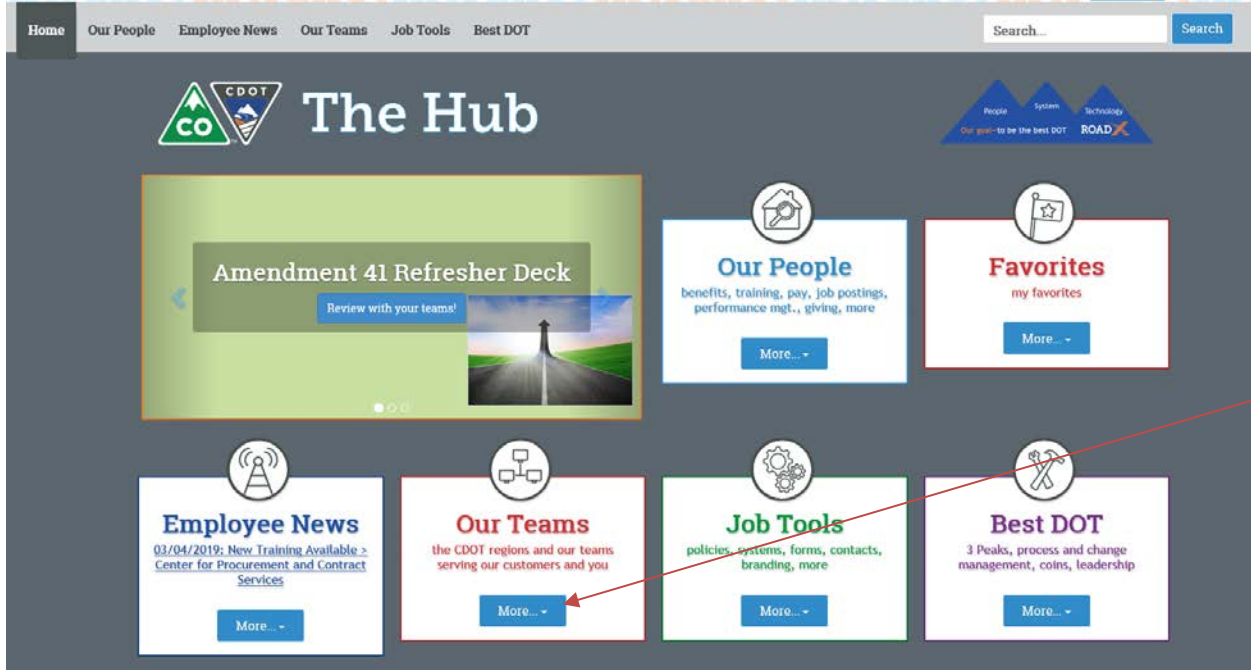 Home Our People Employee News Our Teams Job Tools Best DOT Search... Search
CO
CDOT
The Hub
People System Technology
Our goal-to be the best DOT ROADX
Amendment 41 Refresher Deck
Review with your teams!
Our People
benefits, training, pay, job postings,
performance mgt., giving, more
More...
Favorites
my favorites
More...
Employee News
03/04/2019: New Training Available >
Center for Procurement and Contract
Services
More...
Our Teams
the CDOT regions and our teams
serving our customers and you
More...
Job Tools
policies, systems, forms, contacts,
branding, more
More...
Best DOT
3 Peaks, process and change
management, coins, leadership
More...